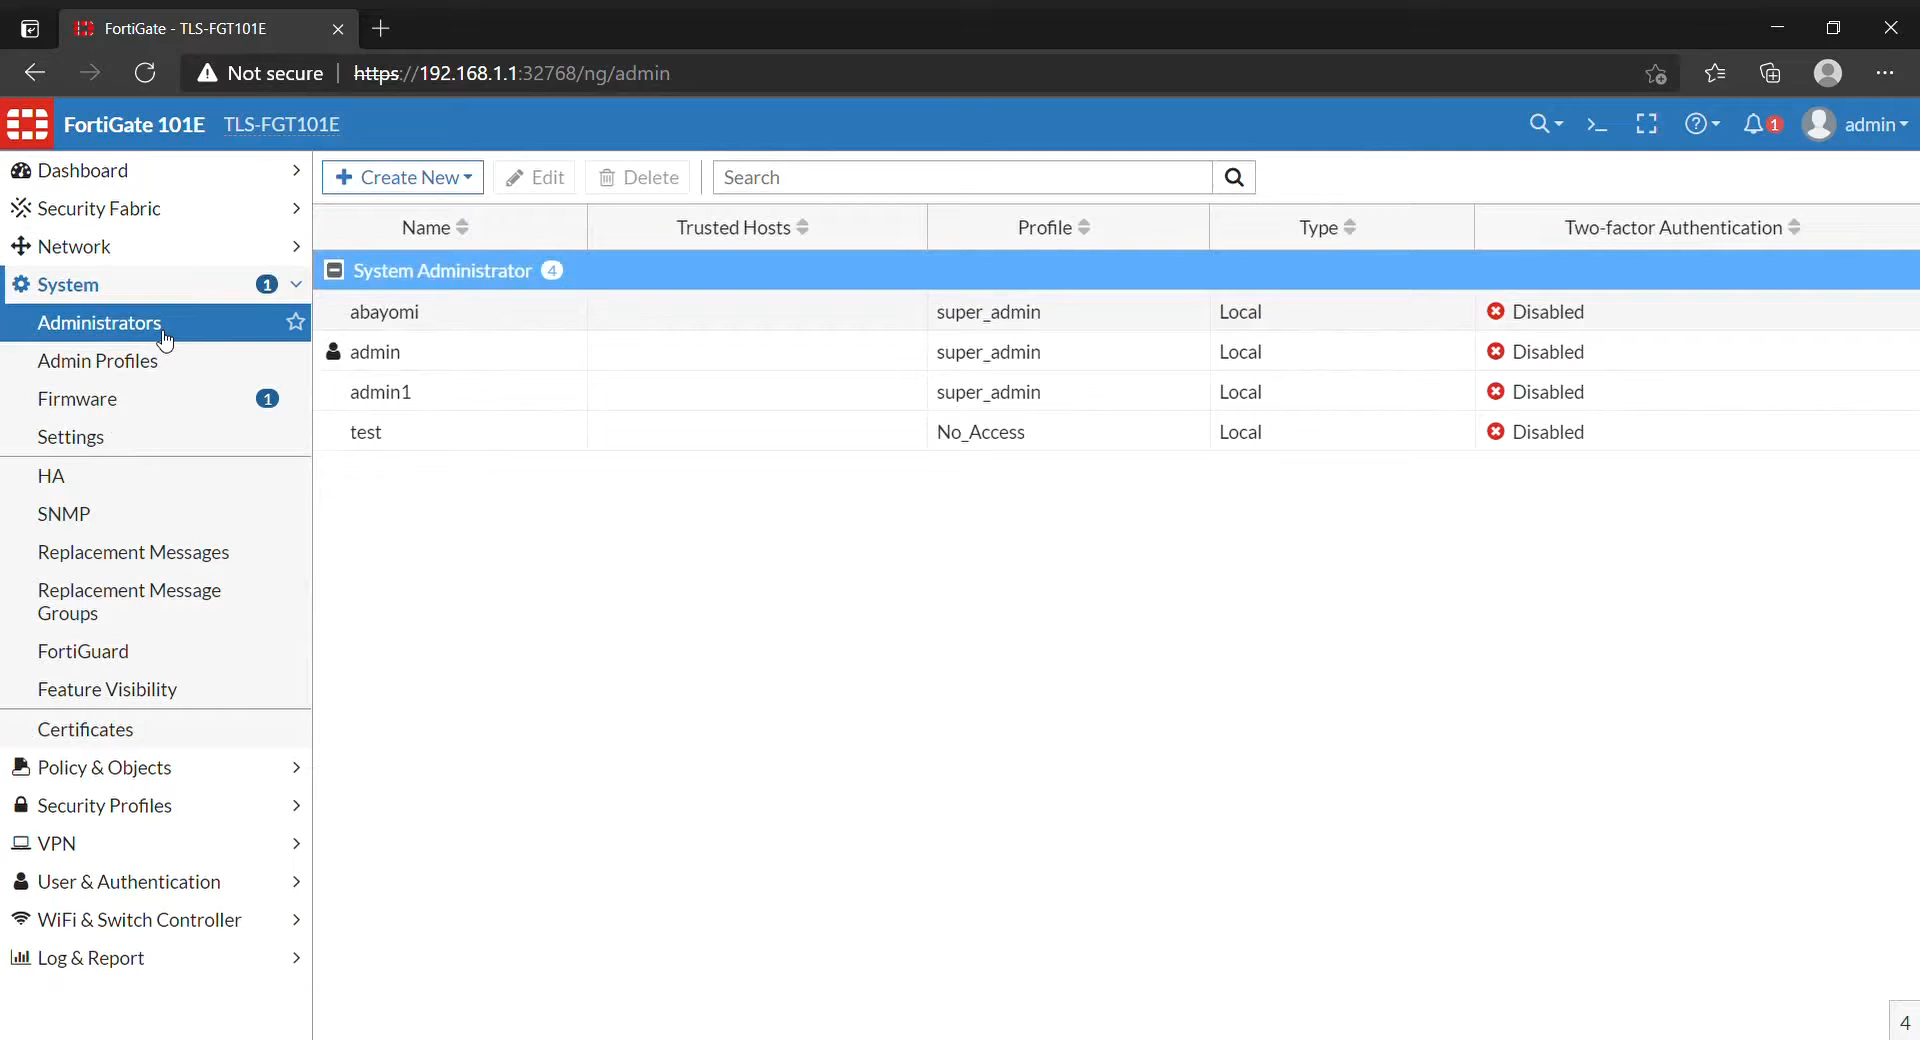 FortiGate - TLS-FGT101E
Not secure https://192.168.1.1:32768/ng/admin
FortiGate 101E TLS-FGT101E
1 admin
Dashboard
Security Fabric
Network
System 1
Administrators
Admin Profiles
Firmware 1
Settings
HA
SNMP
Replacement Messages
Replacement Message
Groups
FortiGuard
Feature Visibility
Certificates
Policy & Objects
Security Profiles
VPN
User & Authentication
WiFi & Switch Controller
Log & Report
Create New Edit Delete Search
Name Trusted Hosts Profile Type Two-factor Authentication
System Administrator 4
abayomi super_admin Local Disabled
admin super_admin Local Disabled
admin1 super_admin Local Disabled
test No_Access Local Disabled
4